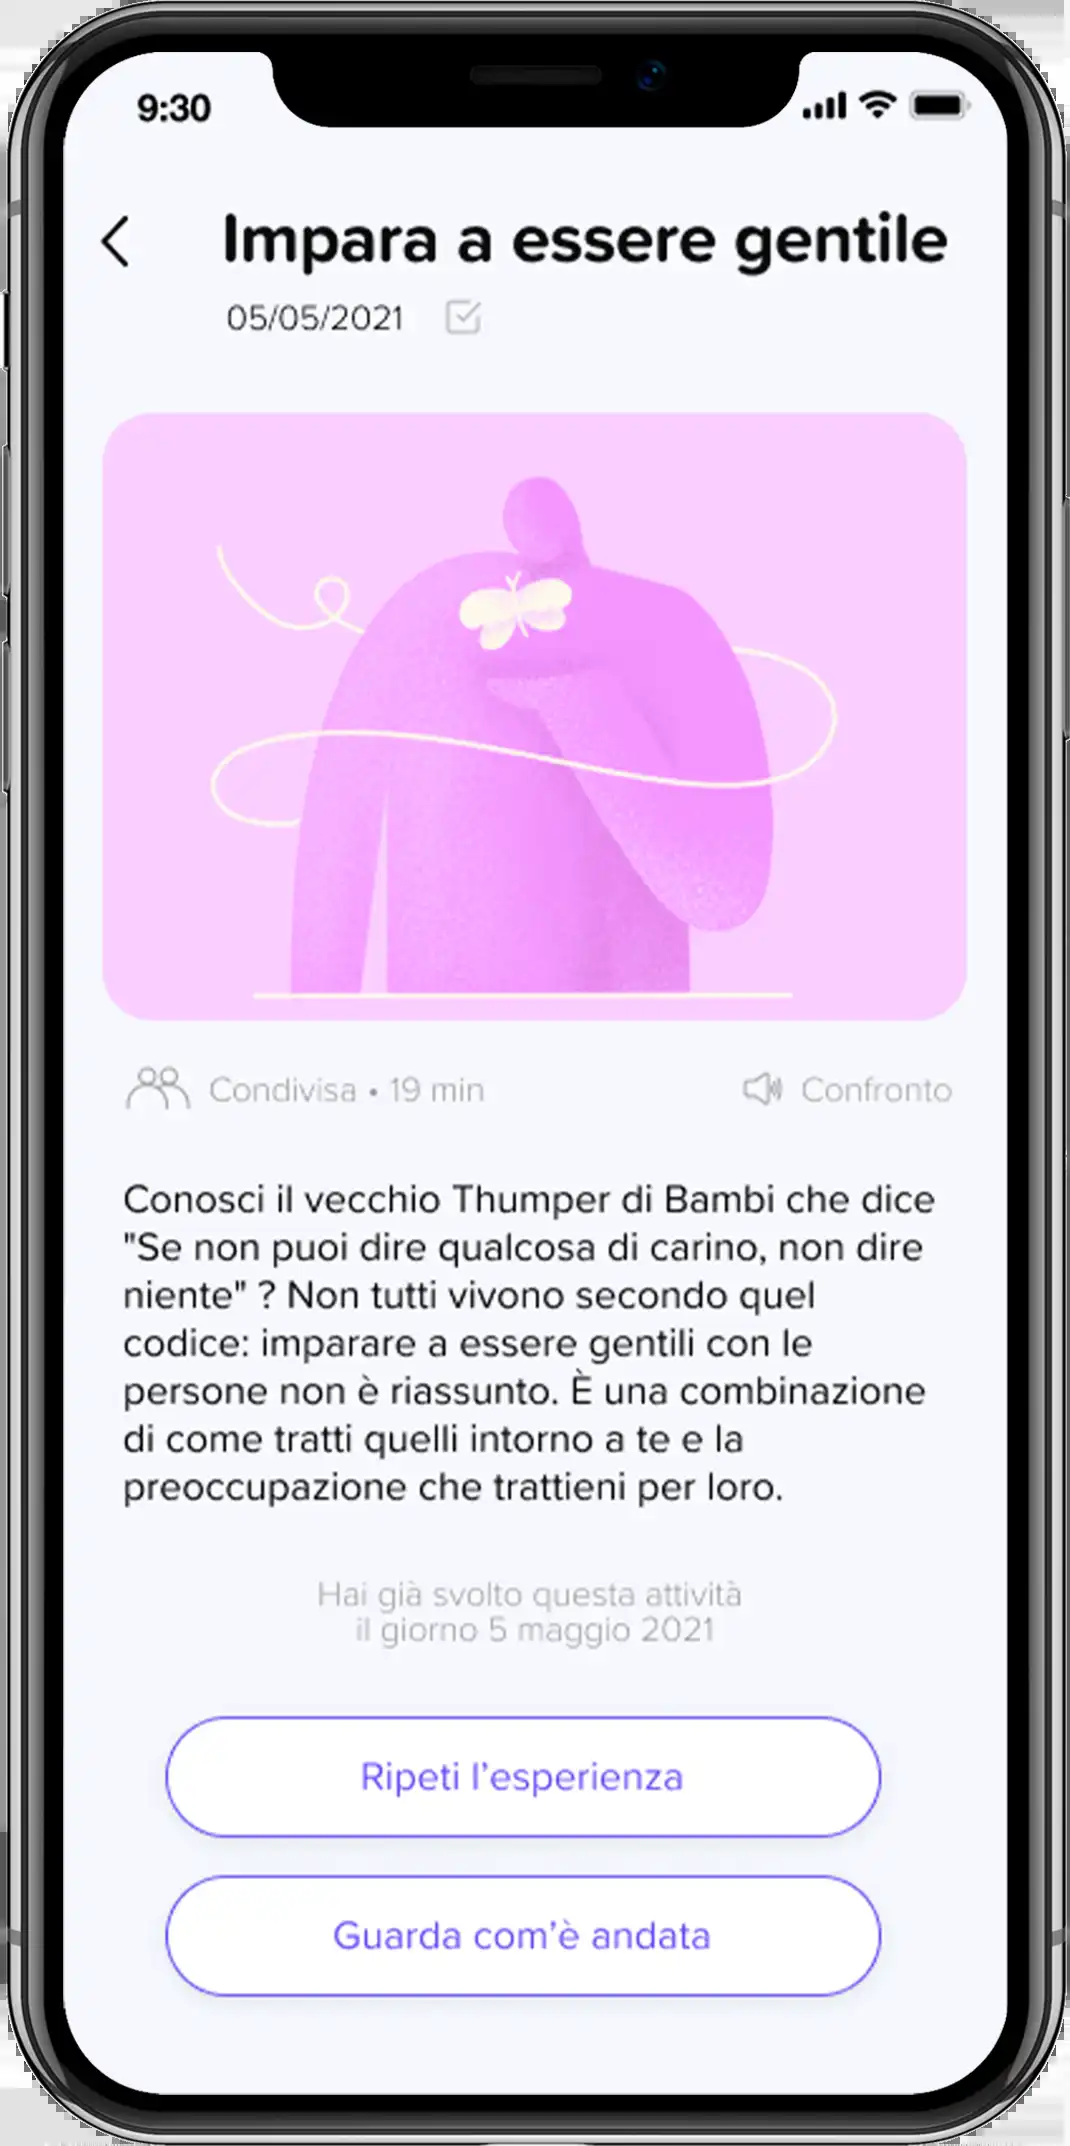 9:30
Impara a essere gentile
05/05/2021
Condivisa • 19 min
Confronto
Conosci il vecchio Thumper di Bambi che dice
"Se non puoi dire qualcosa di carino, non dire
niente" ? Non tutti vivono secondo quel
codice: imparare a essere gentili con le
persone non è riassunto. È una combinazione
di come tratti quelli intorno a te e la
preoccupazione che trattieni per loro.
Hai già svolto questa attività
il giorno 5 maggio 2021
Ripeti l'esperienza
Guarda com'è andata